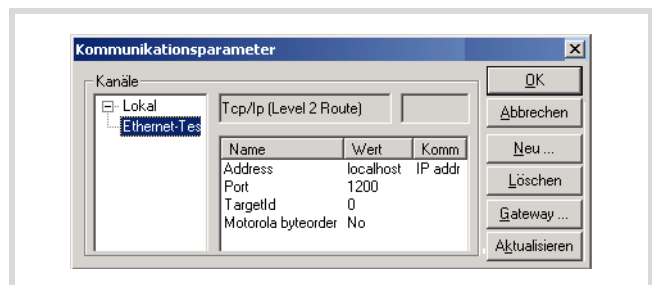 Kommunikationsparameter
Kanäle
Lokal
Ethernet-Tes
Tcp/Ip (Level 2 Route)
Name Wert Komm
Address localhost IP addr
Port 1200
TargetId 0
Motorola byteorder No
OK
Abbrechen
Neu ...
Löschen
Gateway ...
Aktualisieren